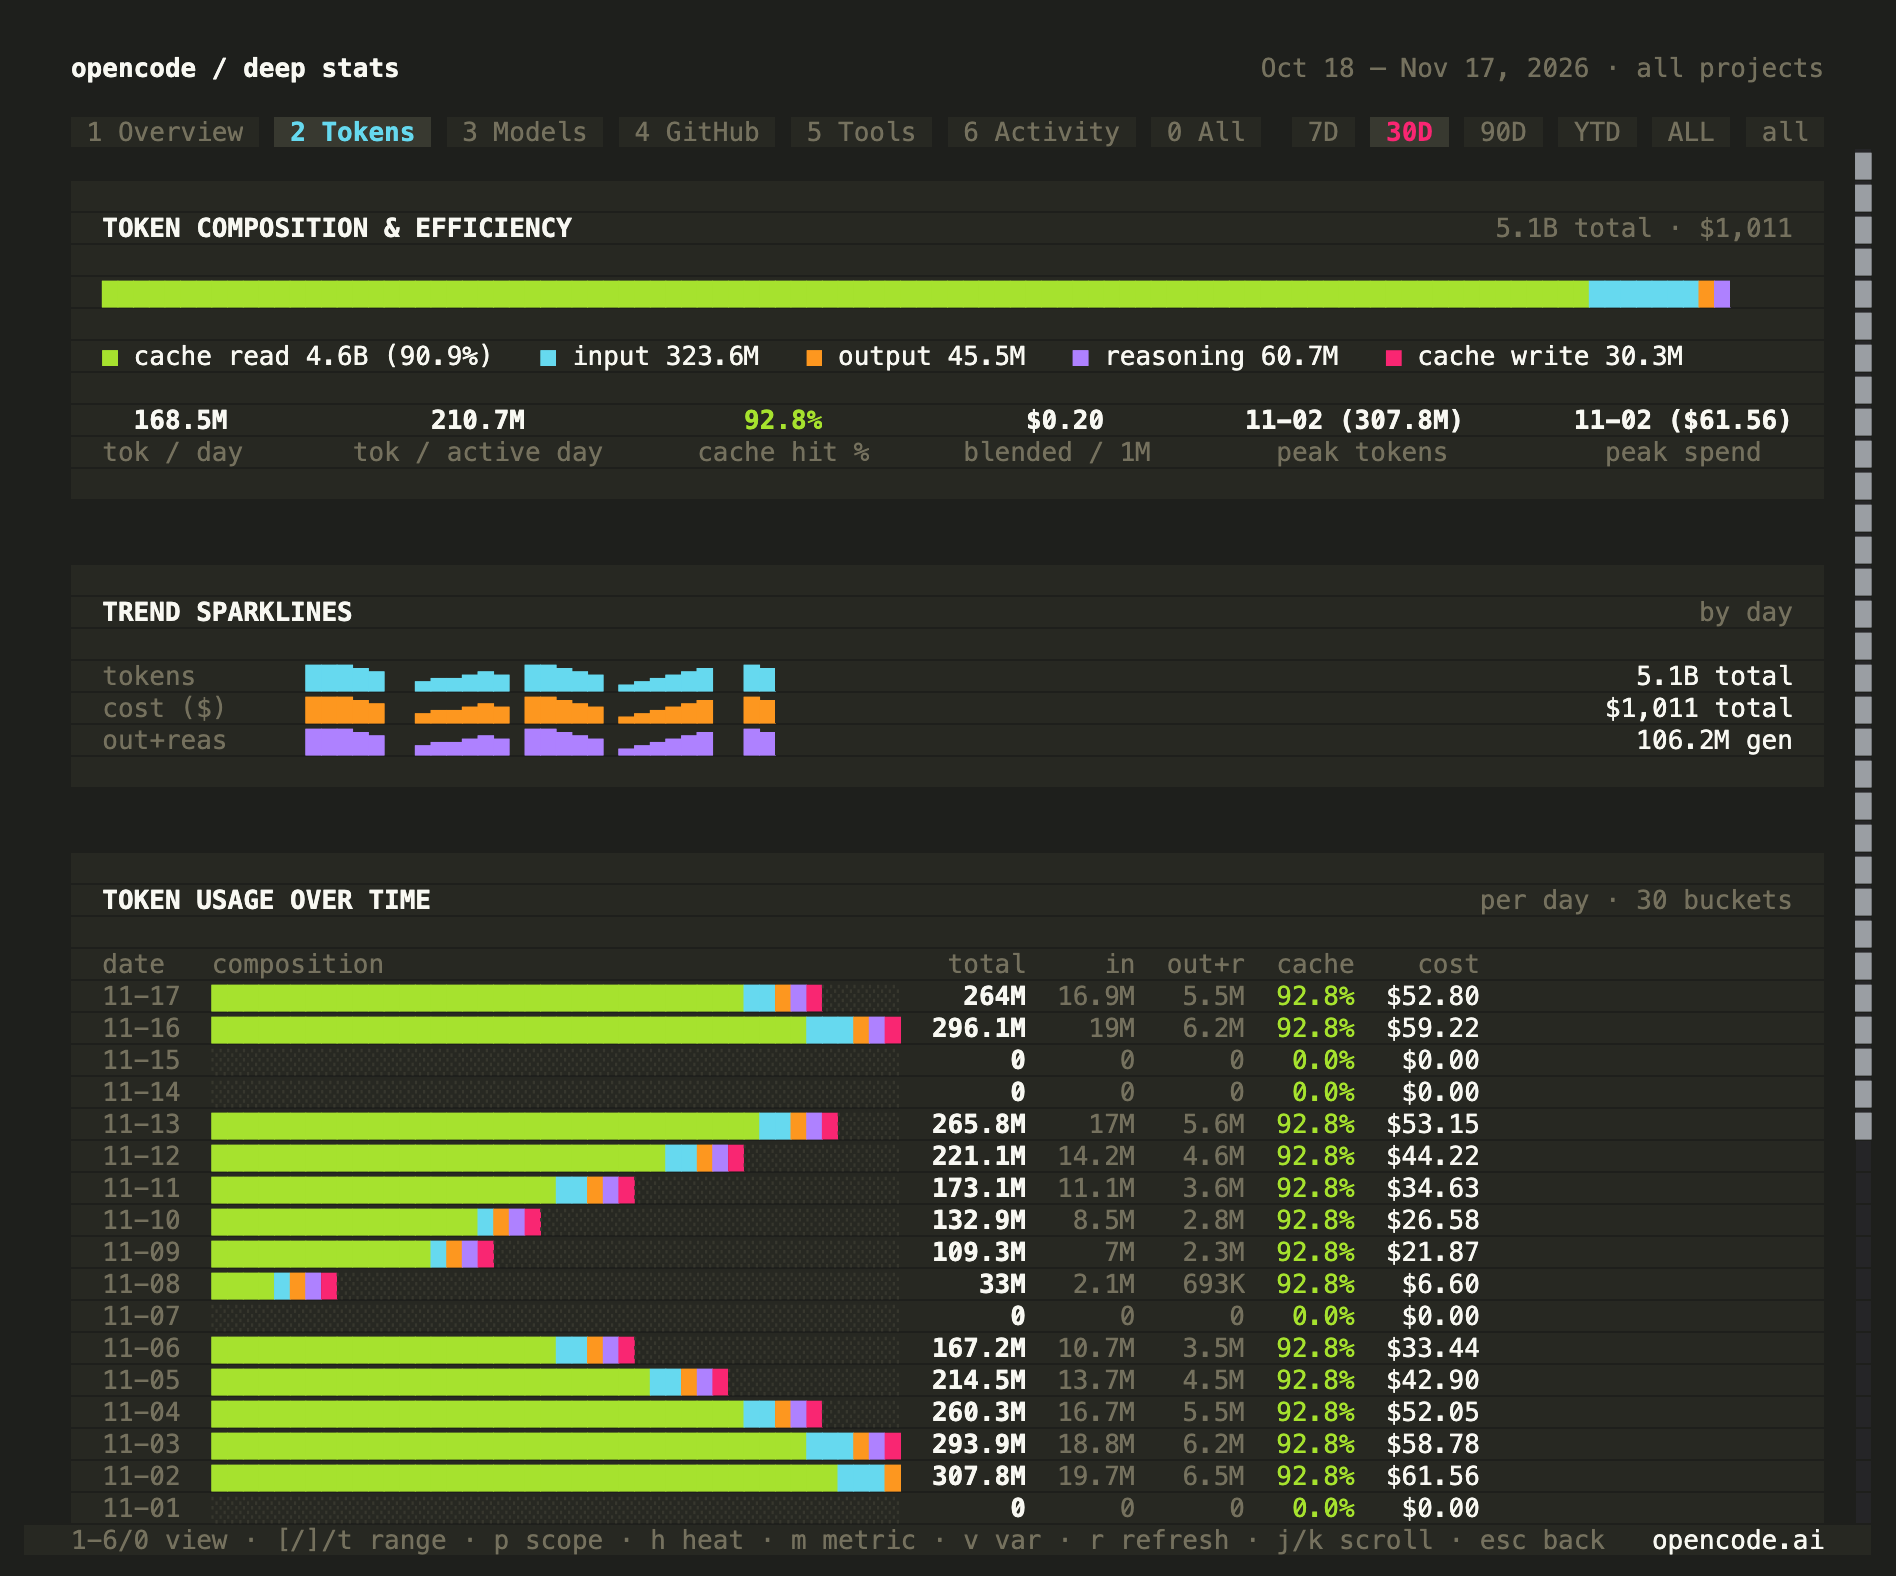 opencode / deep stats    Oct 18 – Nov 17, 2026 · all projects
1 Overview  2 Tokens  3 Models  4 GitHub  5 Tools  6 Activity  0 All  7D  30D  90D  YTD  ALL  all
TOKEN COMPOSITION & EFFICIENCY    5.1B total · $1,011
cache read 4.6B (90.9%)  input 323.6M  output 45.5M  reasoning 60.7M  cache write 30.3M
168.5M  210.7M  92.8%  $0.20  11-02 (307.8M)  11-02 ($61.56)
tok / day  tok / active day  cache hit %  blended / 1M  peak tokens  peak spend
TREND SPARKLINES    by day
tokens    5.1B total
cost ($)    $1,011 total
out+reas    106.2M gen
TOKEN USAGE OVER TIME    per day · 30 buckets
date  composition  total  in  out+r  cache  cost
11-17  264M  16.9M  5.5M  92.8%  $52.80
11-16  296.1M  19M  6.2M  92.8%  $59.22
11-15  0  0  0  0.0%  $0.00
11-14  0  0  0  0.0%  $0.00
11-13  265.8M  17M  5.6M  92.8%  $53.15
11-12  221.1M  14.2M  4.6M  92.8%  $44.22
11-11  173.1M  11.1M  3.6M  92.8%  $34.63
11-10  132.9M  8.5M  2.8M  92.8%  $26.58
11-09  109.3M  7M  2.3M  92.8%  $21.87
11-08  33M  2.1M  693K  92.8%  $6.60
11-07  0  0  0  0.0%  $0.00
11-06  167.2M  10.7M  3.5M  92.8%  $33.44
11-05  214.5M  13.7M  4.5M  92.8%  $42.90
11-04  260.3M  16.7M  5.5M  92.8%  $52.05
11-03  293.9M  18.8M  6.2M  92.8%  $58.78
11-02  307.8M  19.7M  6.5M  92.8%  $61.56
11-01  0  0  0  0.0%  $0.00
1-6/0 view · [/]/t range · p scope · h heat · m metric · v var · r refresh · j/k scroll · esc back    opencode.ai